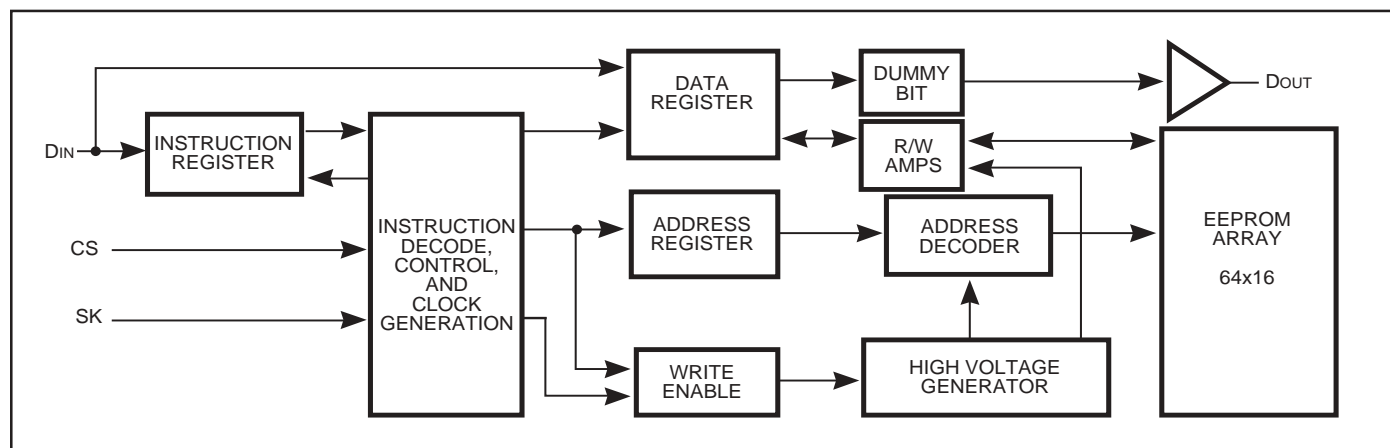 DIN
INSTRUCTION
REGISTER
CS
SK
INSTRUCTION
DECODE,
CONTROL,
AND
CLOCK
GENERATION
DATA
REGISTER
DUMMY
BIT
DOUT
R/W
AMPS
ADDRESS
REGISTER
ADDRESS
DECODER
EEPROM
ARRAY
64x16
WRITE
ENABLE
HIGH VOLTAGE
GENERATOR